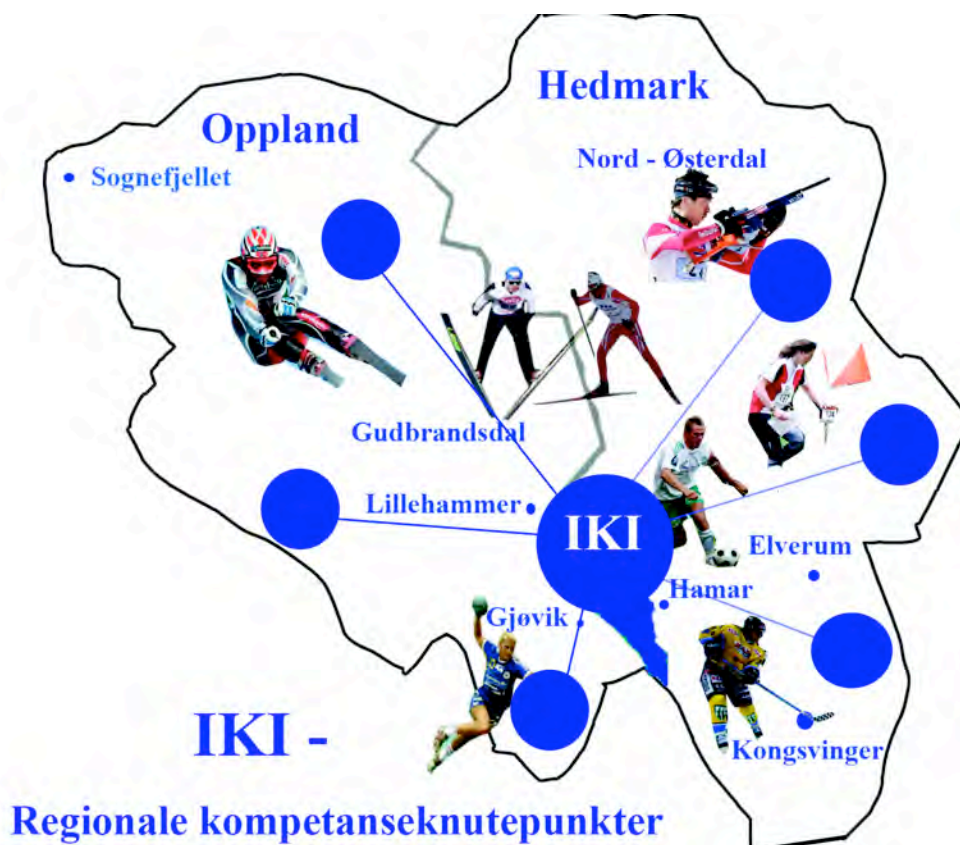 Hedmark
Oppland
Nord - Østerdal
Sognefjellet
Gudbrandsdal
Lillehammer
IKI
Elverum
Hamar
Gjøvik
IKI -
Kongsvinger
Regionale kompetanseknutepunkter